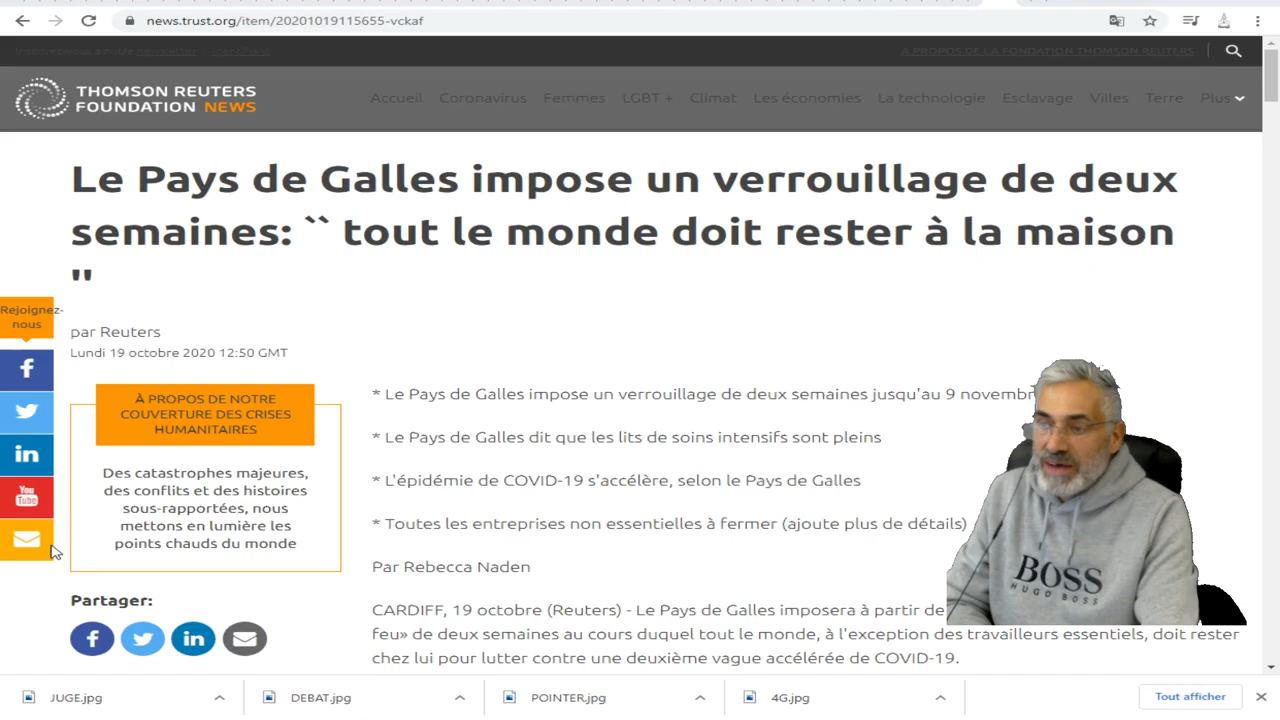 news.trust.org/item/20201019115655-vckaf
Inscrivez-vous à notre newsletter | Identifiant
A PROPOS DE LA FONDATION THOMSON REUTERS
THOMSON REUTERS
FOUNDATION NEWS
Accueil Coronavirus Femmes LGBT + Climat Les économies La technologie Esclavage Villes Terre Plus
Le Pays de Galles impose un verrouillage de deux
semaines: `` tout le monde doit rester à la maison
''
Rejoignez-
nous
par Reuters
Lundi 19 octobre 2020 12:50 GMT
À PROPOS DE NOTRE
COUVERTURE DES CRISES
HUMANITAIRES
Des catastrophes majeures,
des conflits et des histoires
sous-rapportées, nous
mettons en lumière les
points chauds du monde
Partager:
* Le Pays de Galles impose un verrouillage de deux semaines jusqu'au 9 novembr
* Le Pays de Galles dit que les lits de soins intensifs sont pleins
* L'épidémie de COVID-19 s'accélère, selon le Pays de Galles
* Toutes les entreprises non essentielles à fermer (ajoute plus de détails)
Par Rebecca Naden
CARDIFF, 19 octobre (Reuters) - Le Pays de Galles imposera à partir de
feu» de deux semaines au cours duquel tout le monde, à l'exception des travailleurs essentiels, doit rester
chez lui pour lutter contre une deuxième vague accélérée de COVID-19.
BOSS
HUGO BOSS
You
Tube
JUGE.jpg
DEBAT.jpg
POINTER.jpg
4G.jpg
Tout afficher